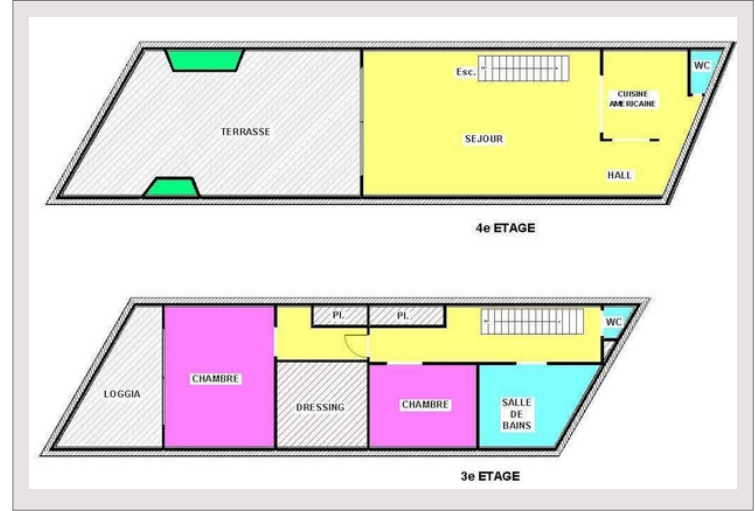 WC
Esc.
CUISINE
AMERICAINE
TERRASSE
SEJOUR
HALL
4e ETAGE
Pl.
Pl.
WC
LOGGIA
CHAMBRE
DRESSING
CHAMBRE
SALLE
DE
BAINS
3e ETAGE